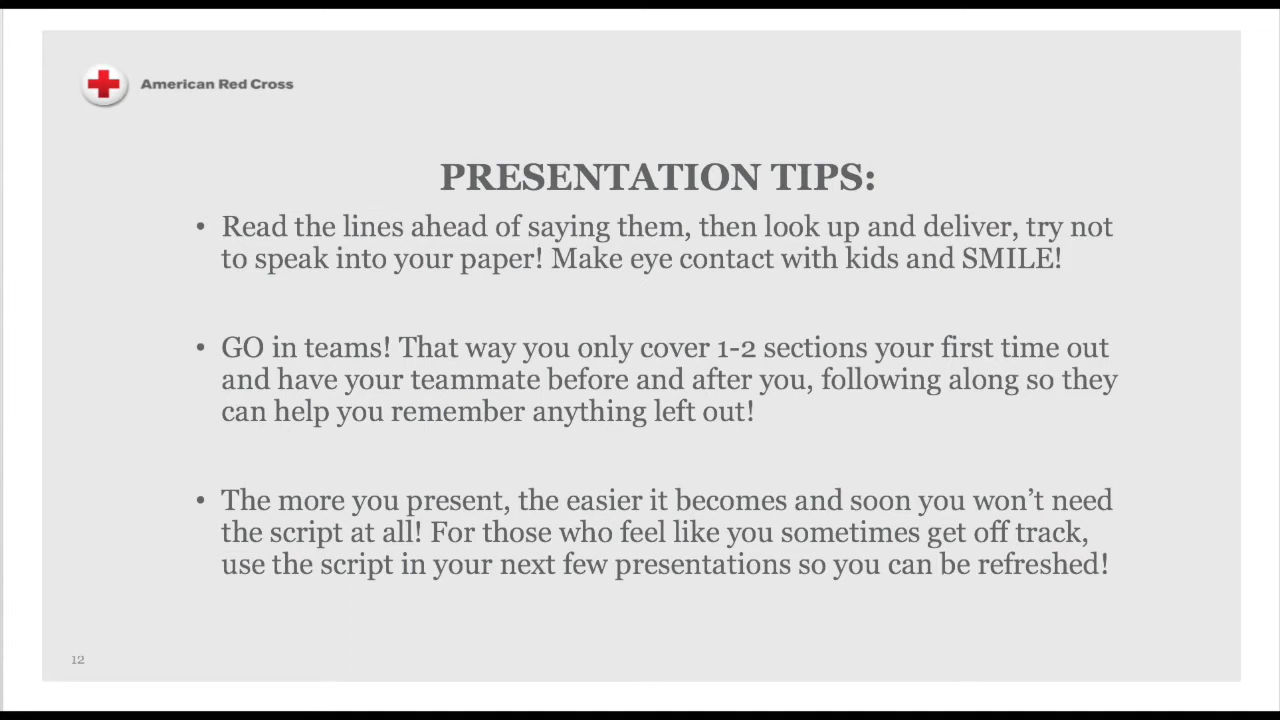 American Red Cross
PRESENTATION TIPS:
• Read the lines ahead of saying them, then look up and deliver, try not
to speak into your paper! Make eye contact with kids and SMILE!
• GO in teams! That way you only cover 1-2 sections your first time out
and have your teammate before and after you, following along so they
can help you remember anything left out!
• The more you present, the easier it becomes and soon you won’t need
the script at all! For those who feel like you sometimes get off track,
use the script in your next few presentations so you can be refreshed!
12